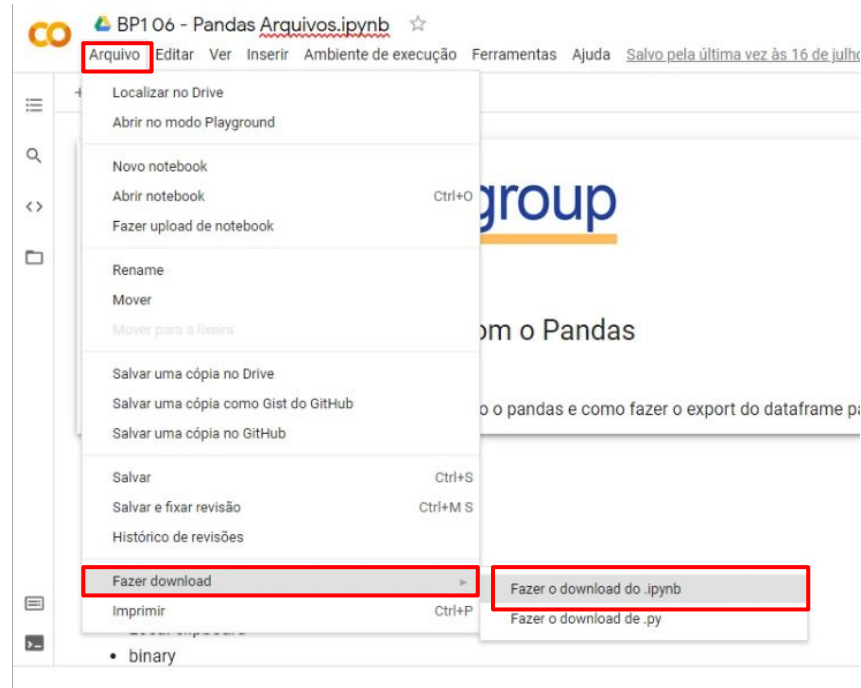 BP1 06 - Pandas Arquivos.ipynb
Arquivo Editar Ver Inserir Ambiente de execução Ferramentas Ajuda Salvo pela última vez às 16 de julho
Localizar no Drive
Abrir no modo Playground
Novo notebook
Abrir notebook Ctrl+O
Fazer upload de notebook
group
Rename
Mover
Mover para a lixeira
om o Pandas
Salvar uma cópia no Drive
Salvar uma cópia como Gist do GitHub
o o pandas e como fazer o export do dataframe pa
Salvar uma cópia no GitHub
Salvar Ctrl+S
Salvar e fixar revisão Ctrl+M S
Histórico de revisões
Fazer download
Fazer o download do .ipynb
Imprimir Ctrl+P
Fazer o download de .py
• binary